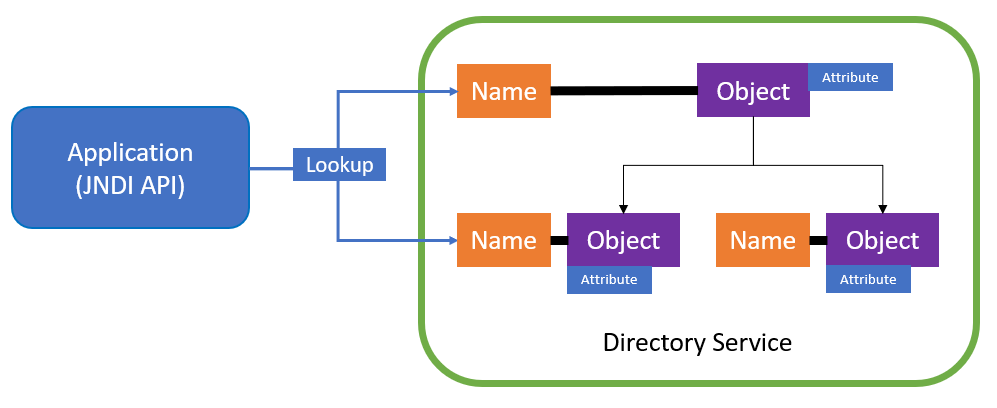 Application
(JNDI API)
Lookup
Name
Object
Attribute
Name
Object
Attribute
Name
Object
Attribute
Directory Service